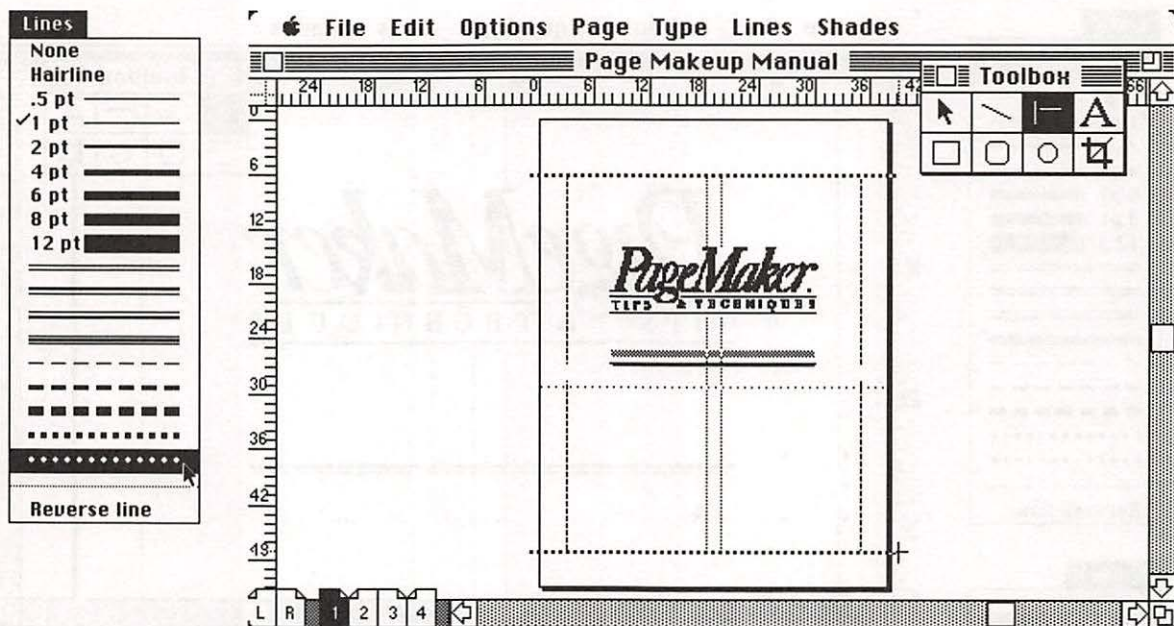 Lines
None
Hairline
.5 pt
✓1 pt
2 pt
4 pt
6 pt
8 pt
12 pt
Reverse line
File Edit Options Page Type Lines Shades
Page Makeup Manual
Toolbox
A
24 18 12 6 0 6 12 18 24 30 36 42 66
0
6
12
18
24
30
36
42
48
PageMaker.
TIPS & TECHNIQUES
L R 1 2 3 4